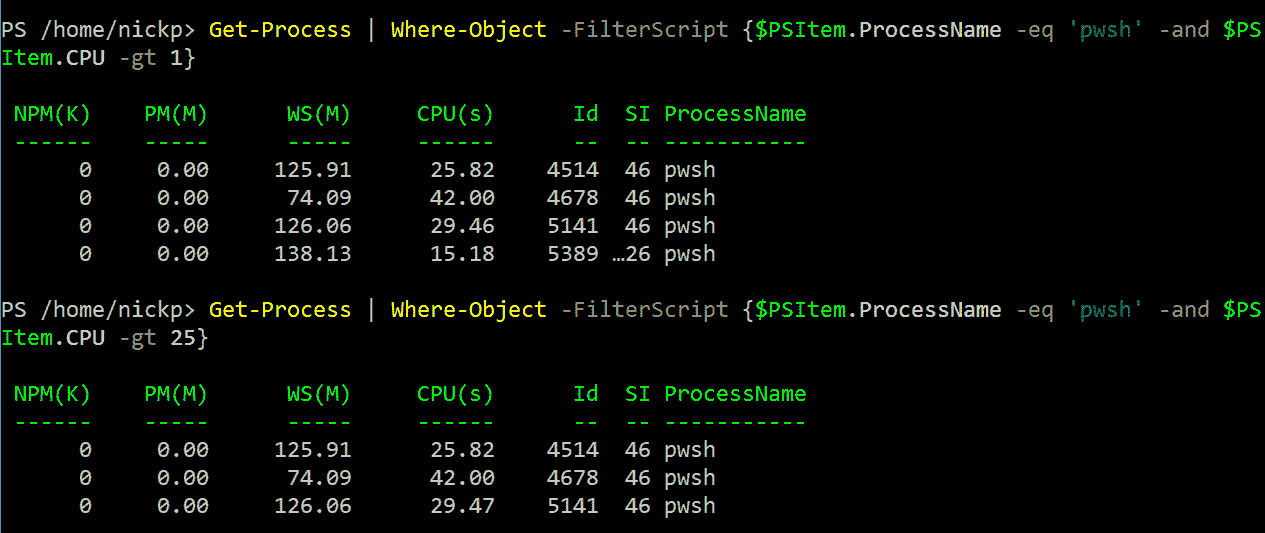 PS /home/nickp> Get-Process | Where-Object -FilterScript {$PSItem.ProcessName -eq 'pwsh' -and $PS
Item.CPU -gt 1}
NPM(K) PM(M) WS(M) CPU(s) Id SI ProcessName
------ ----- ----- ------ -- -- -----------
0 0.00 125.91 25.82 4514 46 pwsh
0 0.00 74.09 42.00 4678 46 pwsh
0 0.00 126.06 29.46 5141 46 pwsh
0 0.00 138.13 15.18 5389 …26 pwsh
PS /home/nickp> Get-Process | Where-Object -FilterScript {$PSItem.ProcessName -eq 'pwsh' -and $PS
Item.CPU -gt 25}
NPM(K) PM(M) WS(M) CPU(s) Id SI ProcessName
------ ----- ----- ------ -- -- -----------
0 0.00 125.91 25.82 4514 46 pwsh
0 0.00 74.09 42.00 4678 46 pwsh
0 0.00 126.06 29.47 5141 46 pwsh